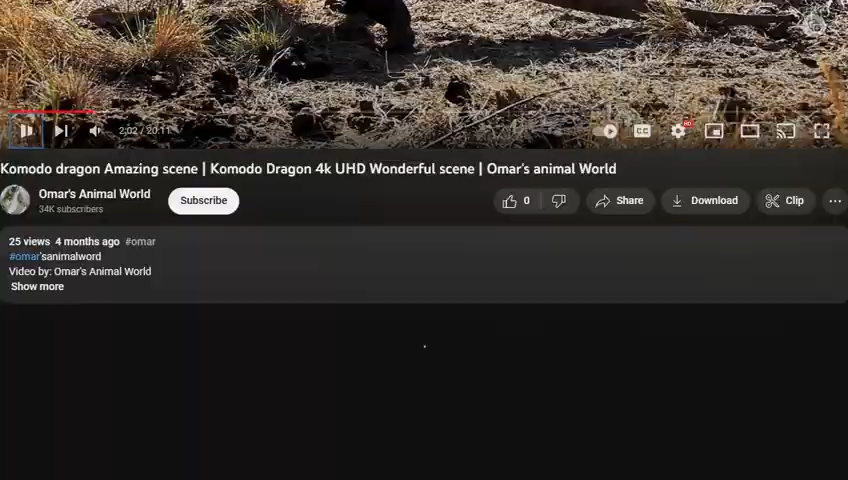 2:02 / 20:11
CC
HD
Komodo dragon Amazing scene | Komodo Dragon 4k UHD Wonderful scene | Omar's animal World
Omar's Animal World
34K subscribers
Subscribe
0
Share
Download
Clip
25 views 4 months ago #omar
#omar'sanimalword
Video by: Omar's Animal World
Show more